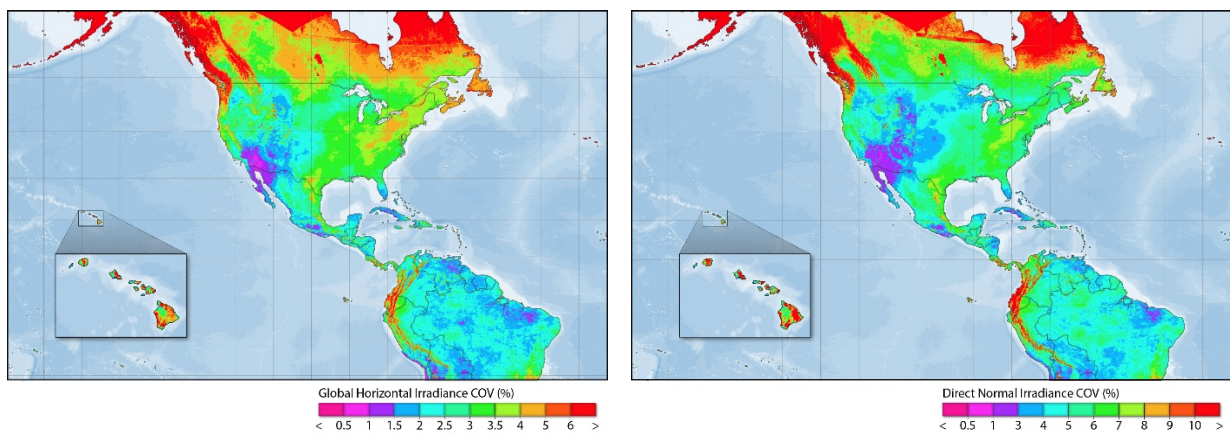 Global Horizontal Irradiance COV (%)
< 0.5 1 1.5 2 2.5 3 3.5 4 5 6 >
Direct Normal Irradiance COV (%)
< 0.5 1 3 4 5 6 7 8 9 10 >